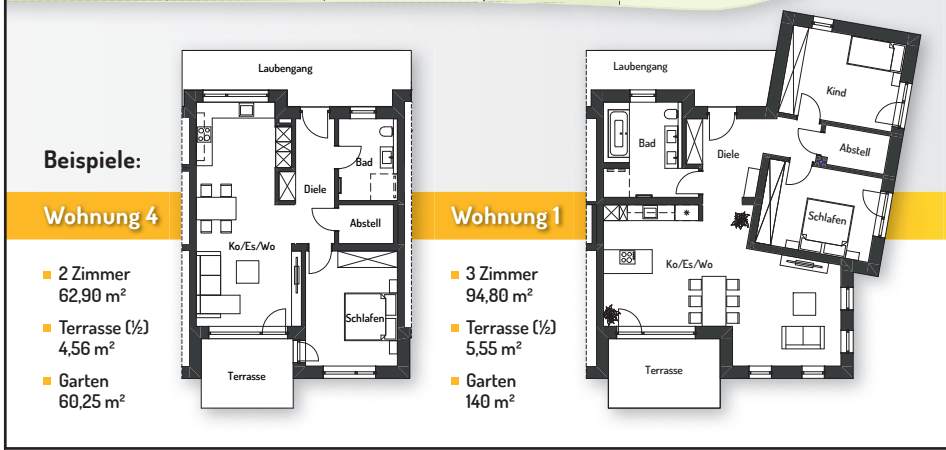 Beispiele:
Wohnung 4
2 Zimmer
62,90 m²
Terrasse (½)
4,56 m²
Garten
60,25 m²
Laubengang
Bad
Diele
Abstell
Ko/Es/Wo
Schlafen
Terrasse
Wohnung 1
3 Zimmer
94,80 m²
Terrasse (½)
5,55 m²
Garten
140 m²
Laubengang
Kind
Bad
Diele
Abstell
Schlafen
Ko/Es/Wo
Terrasse